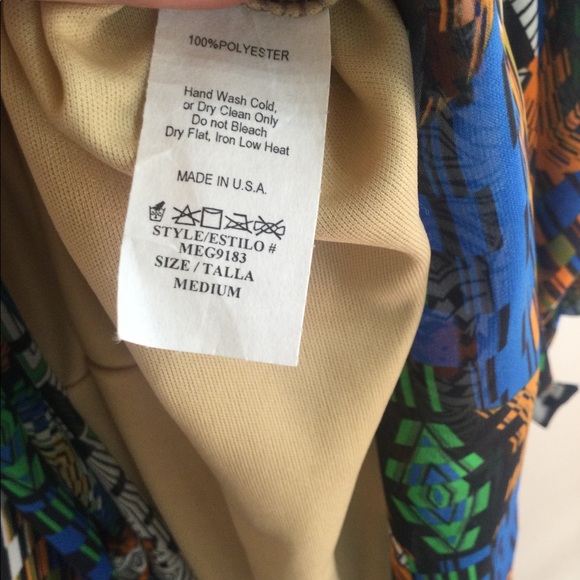 100%POLYESTER
Hand Wash Cold,
or Dry Clean Only
Do not Bleach
Dry Flat, Iron Low Heat
MADE IN U.S.A.
STYLE/ESTILO #
MEG9183
SIZE / TALLA
MEDIUM